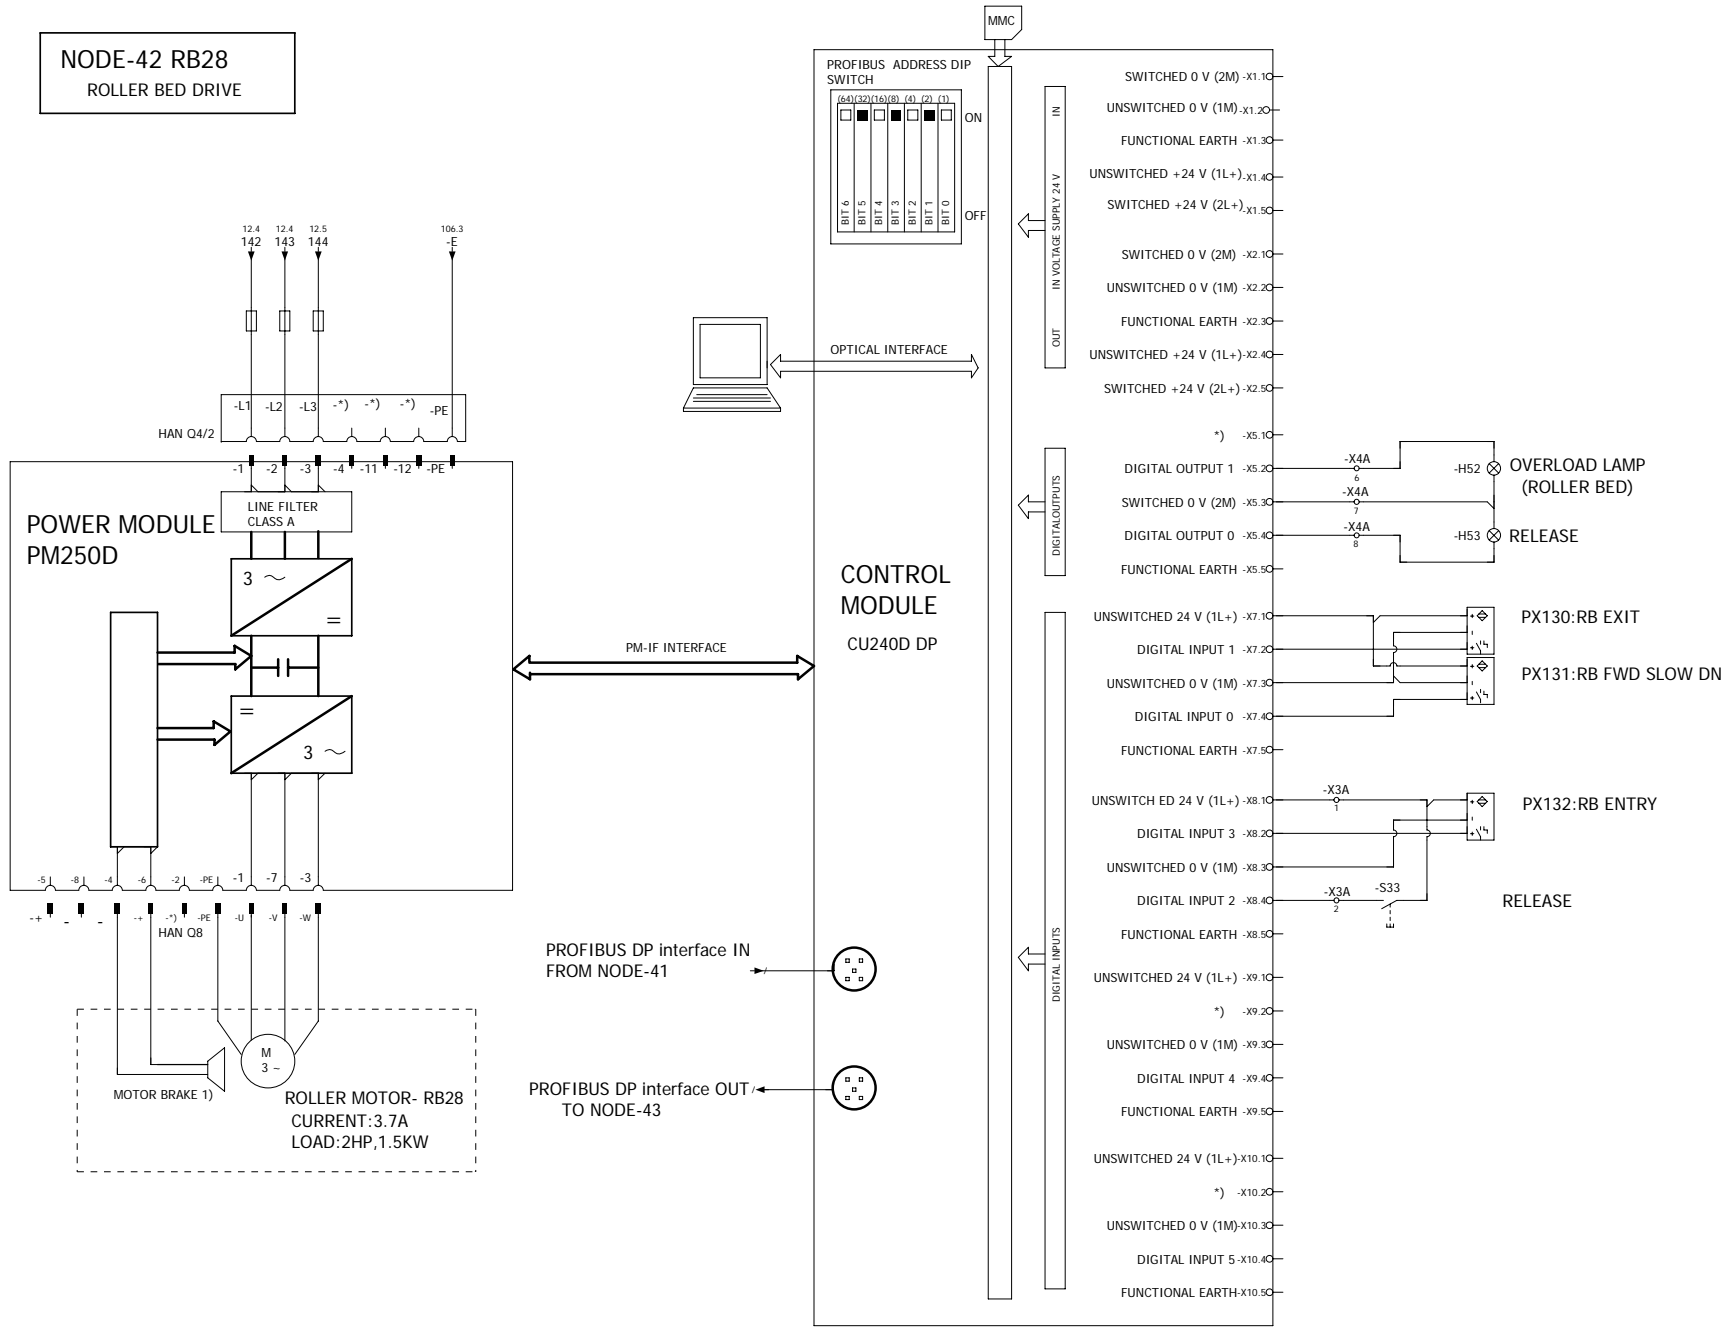 NODE-42 RB28
ROLLER BED DRIVE
12.4 12.4 12.5 106.3
142 143 144 -E
-L1 -L2 -L3 -*) -*) -*) -PE
HAN Q4/2
-1 -2 -3 -4 -11 -12 -PE
LINE FILTER
CLASS A
POWER MODULE
PM250D
3 ~
=
=
3 ~
-5 -8 -4 -6 -2 -PE -1 -7 -3
-+ - - -+ -*) -PE -U -V -W
HAN Q8
M
3 ~
MOTOR BRAKE 1)
ROLLER MOTOR- RB28
CURRENT:3.7A
LOAD:2HP,1.5KW
OPTICAL INTERFACE
PM-IF INTERFACE
PROFIBUS DP interface IN
FROM NODE-41
PROFIBUS DP interface OUT
TO NODE-43
MMC
PROFIBUS ADDRESS DIP
SWITCH
(64)(32)(16)(8) (4) (2) (1)
ON
BIT 6 BIT 5 BIT 4 BIT 3 BIT 2 BIT 1 BIT 0
OFF
CONTROL
MODULE
CU240D DP
IN
IN VOLTAGE SUPPLY 24 V
OUT
DIGITALOUTPUTS
DIGITAL INPUTS
SWITCHED 0 V (2M) -X1.1
UNSWITCHED 0 V (1M) -X1.2
FUNCTIONAL EARTH -X1.3
UNSWITCHED +24 V (1L+) -X1.4
SWITCHED +24 V (2L+) -X1.5
SWITCHED 0 V (2M) -X2.1
UNSWITCHED 0 V (1M) -X2.2
FUNCTIONAL EARTH -X2.3
UNSWITCHED +24 V (1L+) -X2.4
SWITCHED +24 V (2L+) -X2.5
*) -X5.1
DIGITAL OUTPUT 1 -X5.2
SWITCHED 0 V (2M) -X5.3
DIGITAL OUTPUT 0 -X5.4
FUNCTIONAL EARTH -X5.5
UNSWITCHED 24 V (1L+) -X7.1
DIGITAL INPUT 1 -X7.2
UNSWITCHED 0 V (1M) -X7.3
DIGITAL INPUT 0 -X7.4
FUNCTIONAL EARTH -X7.5
UNSWITCH ED 24 V (1L+) -X8.1
DIGITAL INPUT 3 -X8.2
UNSWITCHED 0 V (1M) -X8.3
DIGITAL INPUT 2 -X8.4
FUNCTIONAL EARTH -X8.5
UNSWITCHED 24 V (1L+) -X9.1
*) -X9.2
UNSWITCHED 0 V (1M) -X9.3
DIGITAL INPUT 4 -X9.4
FUNCTIONAL EARTH -X9.5
UNSWITCHED 24 V (1L+) -X10.1
*) -X10.2
UNSWITCHED 0 V (1M) -X10.3
DIGITAL INPUT 5 -X10.4
FUNCTIONAL EARTH -X10.5
-X4A
6
-X4A
7
-X4A
8
-H52
OVERLOAD LAMP
(ROLLER BED)
-H53
RELEASE
PX130:RB EXIT
PX131:RB FWD SLOW DN
-X3A
1
PX132:RB ENTRY
-X3A
2
-S33
RELEASE